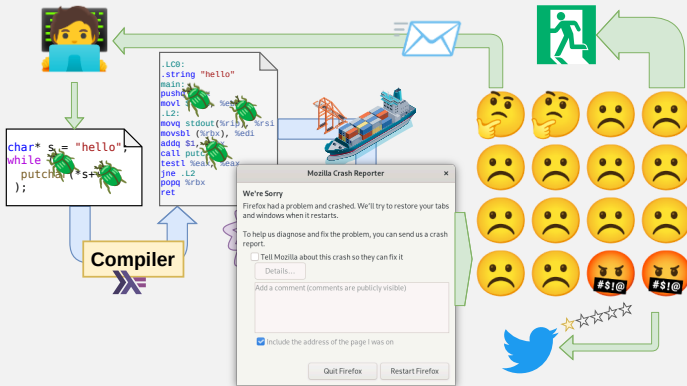 .LC0:
.string "hello"
main:
pushq
movl %e
.L2:
movq stdout(%rip), %rsi
movsbl (%rbx), %edi
addq $1,
call putc
testl %eax, %eax
jne .L2
popq %rbx
ret
char* s = "hello";
while
putcha (*s+
);
Compiler
Mozilla Crash Reporter
We're Sorry
Firefox had a problem and crashed. We'll try to restore your tabs
and windows when it restarts.
To help us diagnose and fix the problem, you can send us a crash
report.
Tell Mozilla about this crash so they can fix it
Details...
Add a comment (comments are publicly visible)
Include the address of the page I was on
Quit Firefox
Restart Firefox
#$!@
#$!@